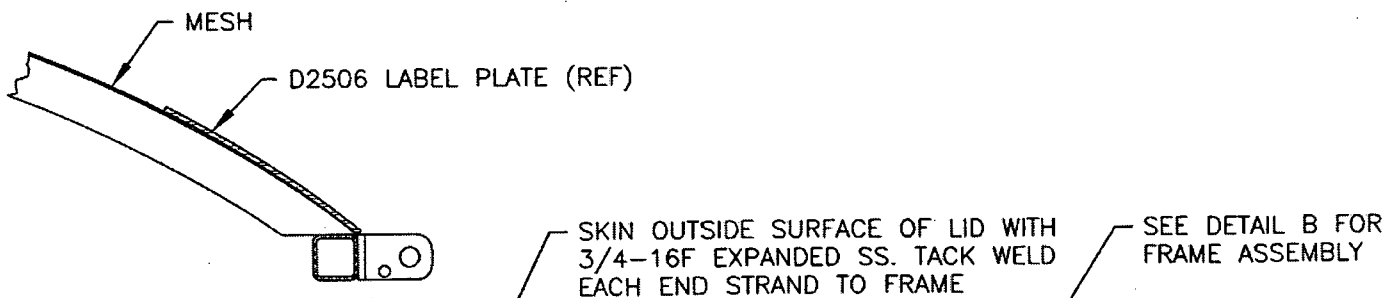 MESH
D2506 LABEL PLATE (REF)
SKIN OUTSIDE SURFACE OF LID WITH
3/4-16F EXPANDED SS. TACK WELD
EACH END STRAND TO FRAME
SEE DETAIL B FOR
FRAME ASSEMBLY